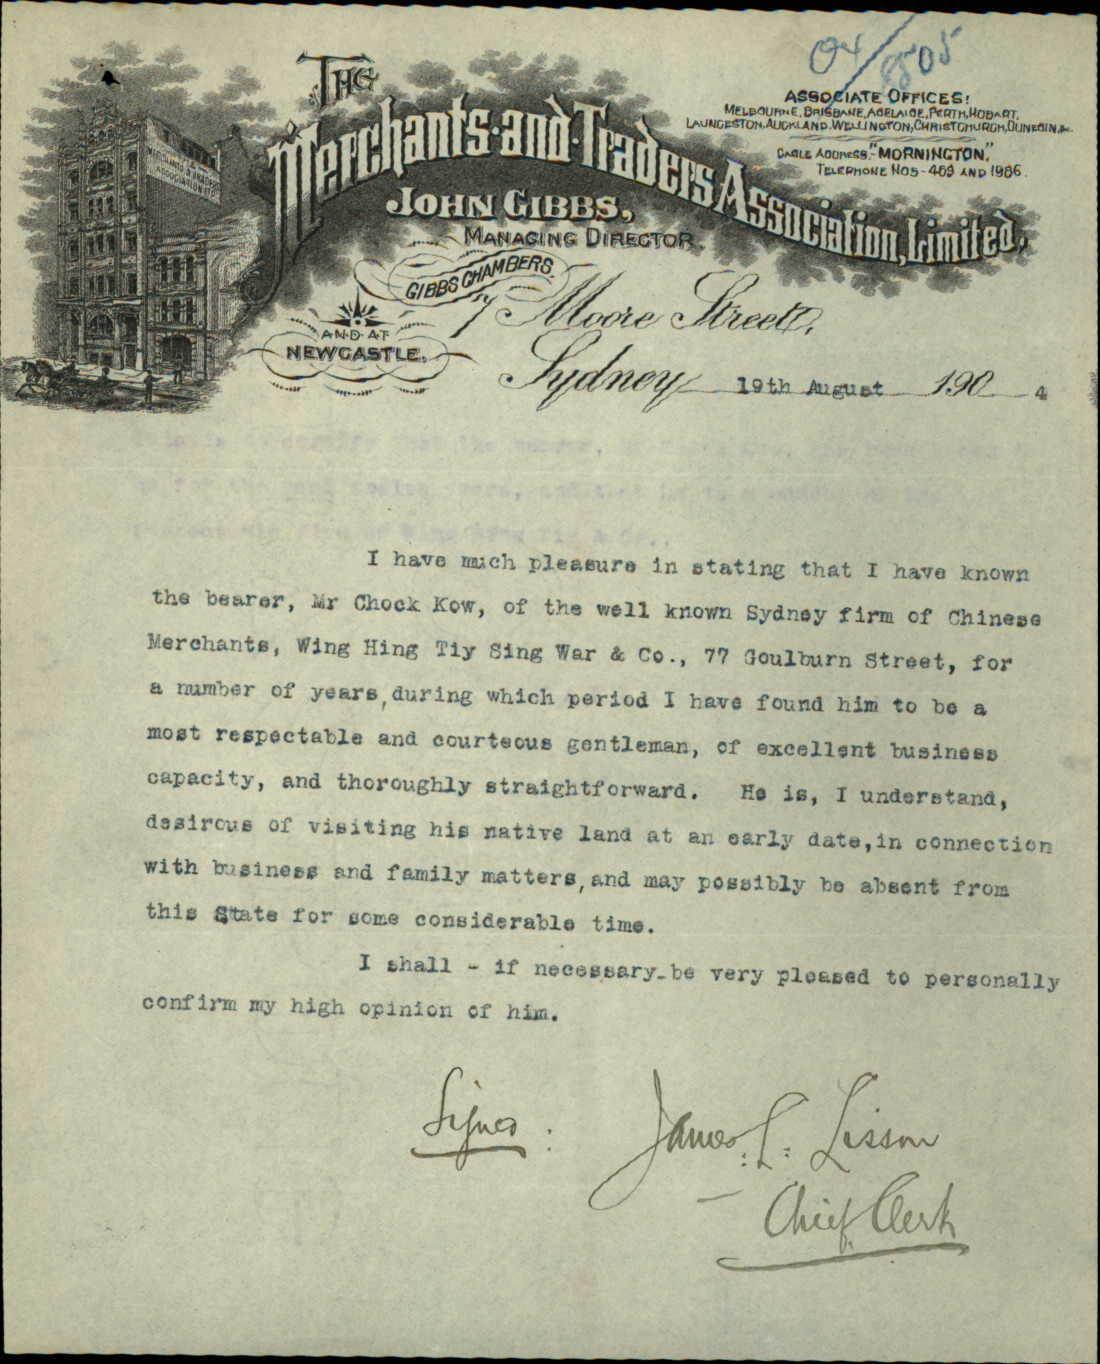 04/8505
THE
Merchants and Traders Association, Limited.
ASSOCIATE OFFICES:
MELBOURNE, BRISBANE, ADELAIDE, PERTH, HOBART,
LAUNCESTON, AUCKLAND, WELLINGTON, CHRISTCHURCH, DUNEDIN, &c.
CABLE ADDRESS,- "MORNINGTON,"
TELEPHONE NOS - 469 AND 1986.
MERCHANTS & TRADERS
ASSOCIATION LIMITED
JOHN GIBBS,
MANAGING DIRECTOR.
GIBBS CHAMBERS.
7 Moore Street,
AND AT
NEWCASTLE.
Sydney 19th August 190 4
I have much pleasure in stating that I have known
the bearer, Mr Chock Kow, of the well known Sydney firm of Chinese
Merchants, Wing Hing Tiy Sing War & Co., 77 Goulburn Street, for
a number of years, during which period I have found him to be a
most respectable and courteous gentleman, of excellent business
capacity, and thoroughly straightforward. He is, I understand,
desirous of visiting his native land at an early date, in connection
with business and family matters, and may possibly be absent from
this State for some considerable time.
I shall - if necessary - be very pleased to personally
confirm my high opinion of him.
Signed : James L. Lisson
Chief Clerk